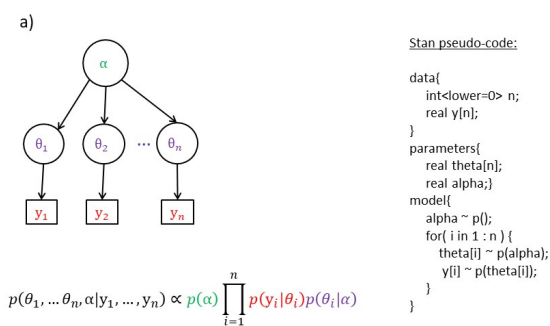 a)
α
θ₁ θ₂ ... θₙ
y₁ y₂ yₙ
p(θ₁, … θₙ, α|y₁, … , yₙ) ∝ p(α) ∏ᵢ₌₁ⁿ p(yᵢ|θᵢ)p(θᵢ|α)
Stan pseudo-code:
data{
int<lower=0> n;
real y[n];
}
parameters{
real theta[n];
real alpha;}
model{
alpha ~ p();
for( i in 1 : n ) {
theta[i] ~ p(alpha);
y[i] ~ p(theta[i]);
}
}